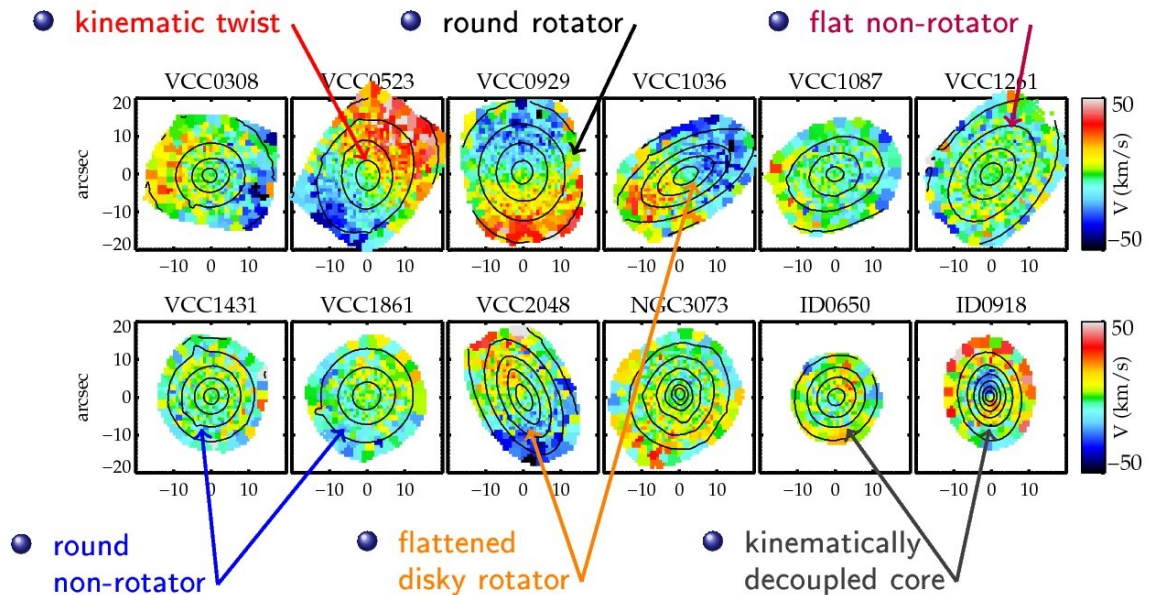 kinematic twist
round rotator
flat non-rotator
VCC0308 VCC0523 VCC0929 VCC1036 VCC1087 VCC1261
20
10
0
−10
−20
arcsec
50
−50
V (km/s)
−10 0 10 −10 0 10 −10 0 10 −10 0 10 −10 0 10 −10 0 10
VCC1431 VCC1861 VCC2048 NGC3073 ID0650 ID0918
20
10
0
−10
−20
arcsec
50
−50
V (km/s)
−10 0 10 −10 0 10 −10 0 10 −10 0 10 −10 0 10 −10 0 10
round
non-rotator
flattened
disky rotator
kinematically
decoupled core